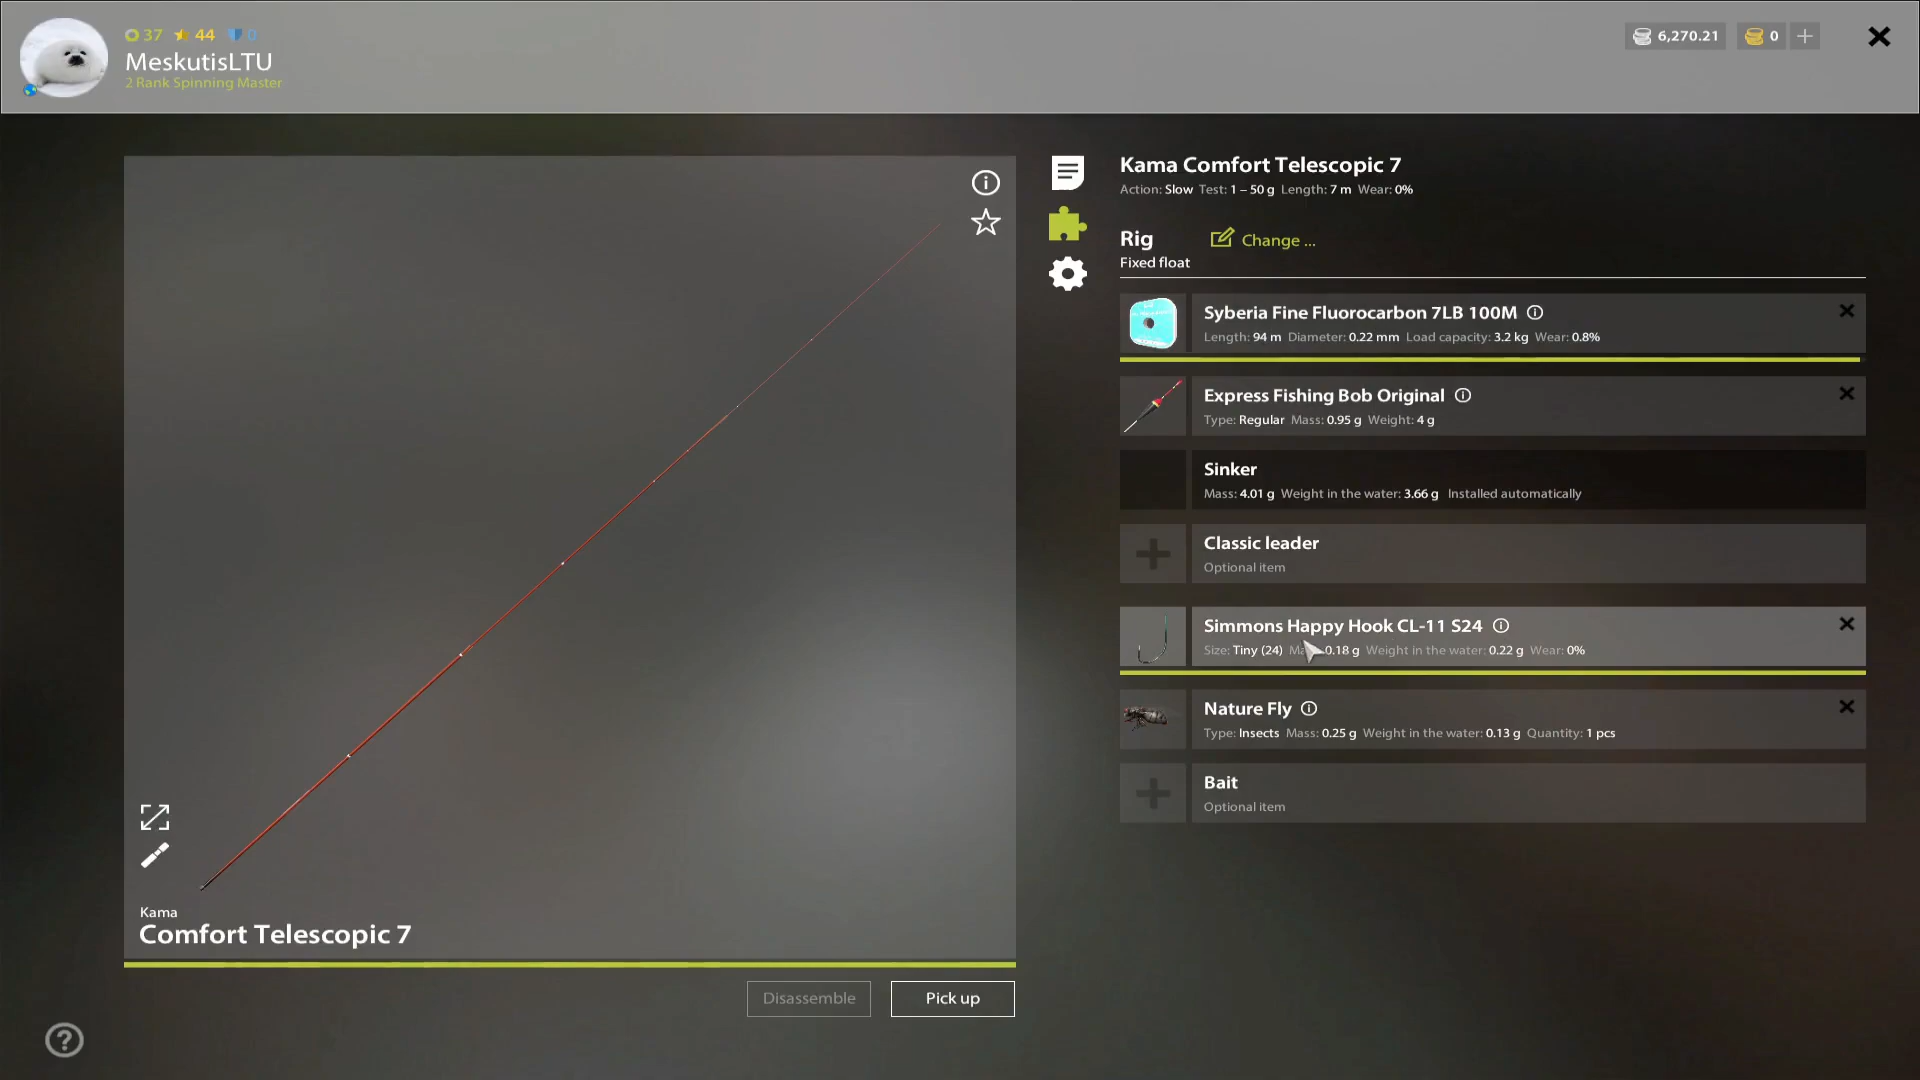 37 44 0
MeskutisLTU
2 Rank Spinning Master
6,270.21
0
Kama Comfort Telescopic 7
Action: Slow Test: 1 – 50 g Length: 7 m Wear: 0%
Rig
Change ...
Fixed float
Syberia Fine Fluorocarbon 7LB 100M
Length: 94 m Diameter: 0.22 mm Load capacity: 3.2 kg Wear: 0.8%
Express Fishing Bob Original
Type: Regular Mass: 0.95 g Weight: 4 g
Sinker
Mass: 4.01 g Weight in the water: 3.66 g Installed automatically
Classic leader
Optional item
Simmons Happy Hook CL-11 S24
Size: Tiny (24) 0.18 g Weight in the water: 0.22 g Wear: 0%
Nature Fly
Type: Insects Mass: 0.25 g Weight in the water: 0.13 g Quantity: 1 pcs
Bait
Optional item
Kama
Comfort Telescopic 7
Disassemble
Pick up